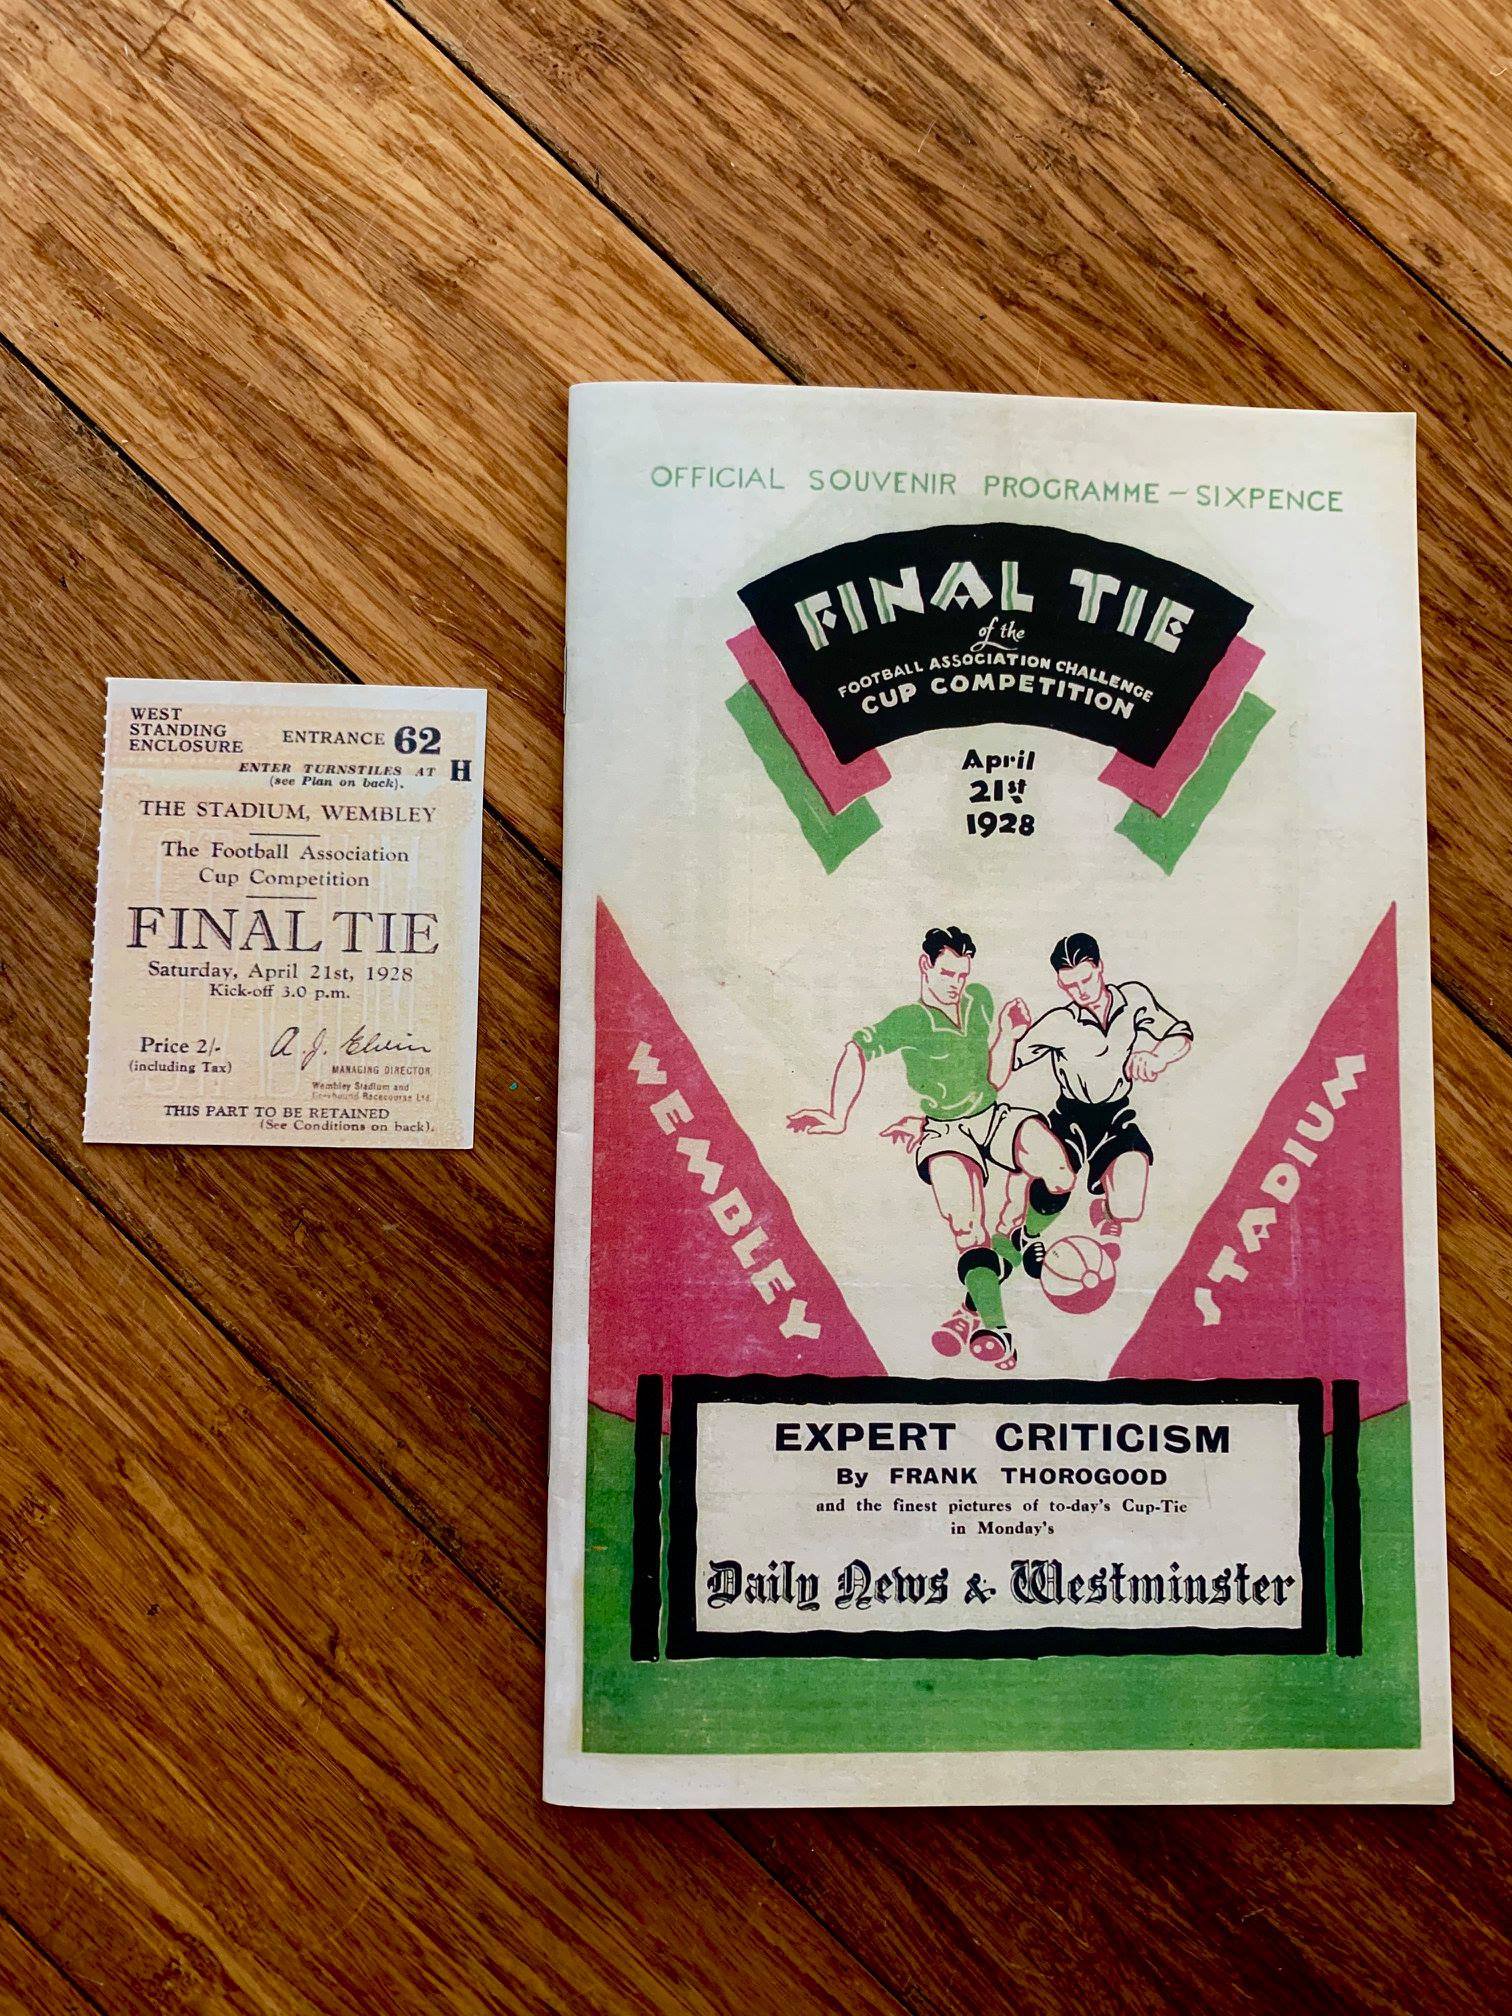 WEST
STANDING
ENCLOSURE
ENTRANCE 62
ENTER TURNSTILES AT H
(see Plan on back).
THE STADIUM, WEMBLEY
The Football Association
Cup Competition
FINAL TIE
Saturday, April 21st, 1928
Kick-off 3.0 p.m.
Price 2/-
(including Tax)
A. J. Elvin
MANAGING DIRECTOR
Wembley Stadium and
Greyhound Racecourse Ltd.
THIS PART TO BE RETAINED
(See Conditions on back).
OFFICIAL SOUVENIR PROGRAMME - SIXPENCE
FINAL TIE
of the
FOOTBALL ASSOCIATION CHALLENGE
CUP COMPETITION
April
21st
1928
WEMBLEY
STADIUM
EXPERT CRITICISM
By FRANK THOROGOOD
and the finest pictures of to-day's Cup-Tie
in Monday's
Daily News & Westminster